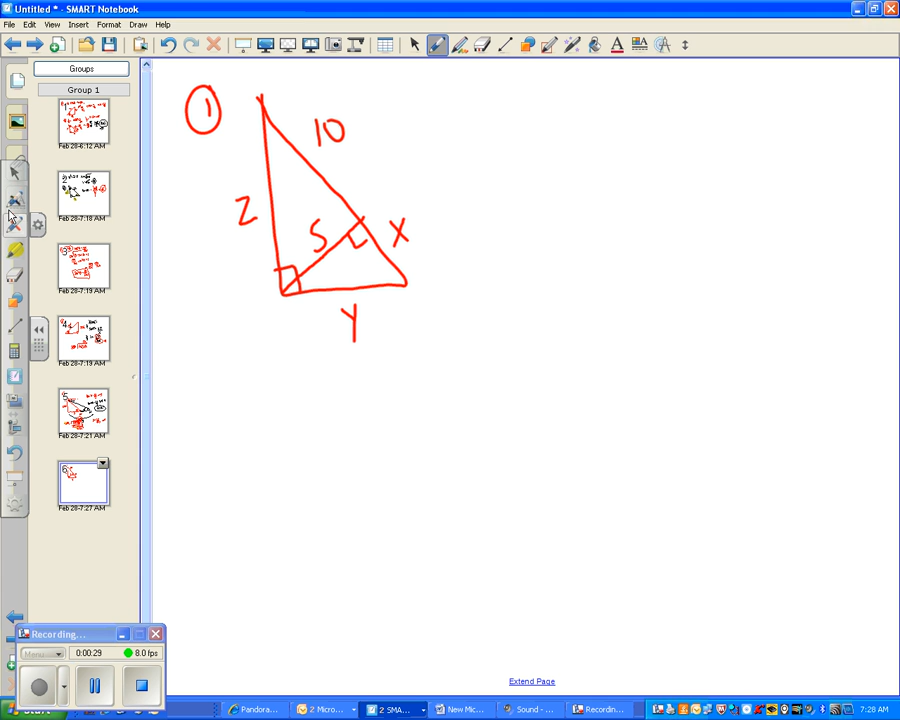 Untitled * - SMART Notebook
File Edit View Insert Format Draw Help
Groups
Group 1
Feb 28-6:12 AM
Feb 28-7:18 AM
Feb 28-7:19 AM
Feb 28-7:19 AM
Feb 28-7:21 AM
Feb 28-7:27 AM
1
10
Z
5
X
Y
Extend Page
Recording...
Menu
0:00:29
8.0 fps
Start
Pandora...
2 Micro...
2 SMA...
New Mic...
Sound - ...
Recordin...
7:28 AM